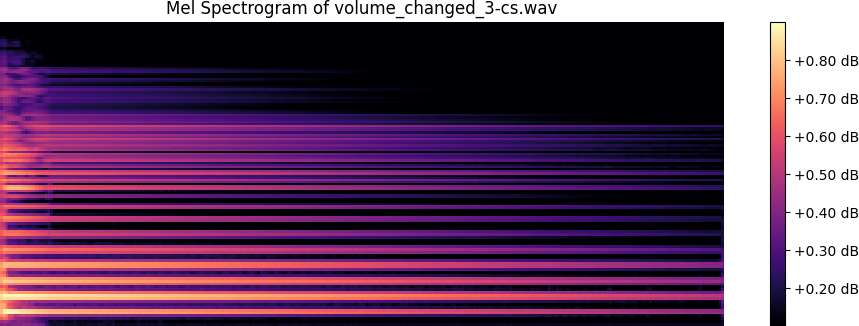 Mel Spectrogram of volume_changed_3-cs.wav
+0.80 dB
+0.70 dB
+0.60 dB
+0.50 dB
+0.40 dB
+0.30 dB
+0.20 dB